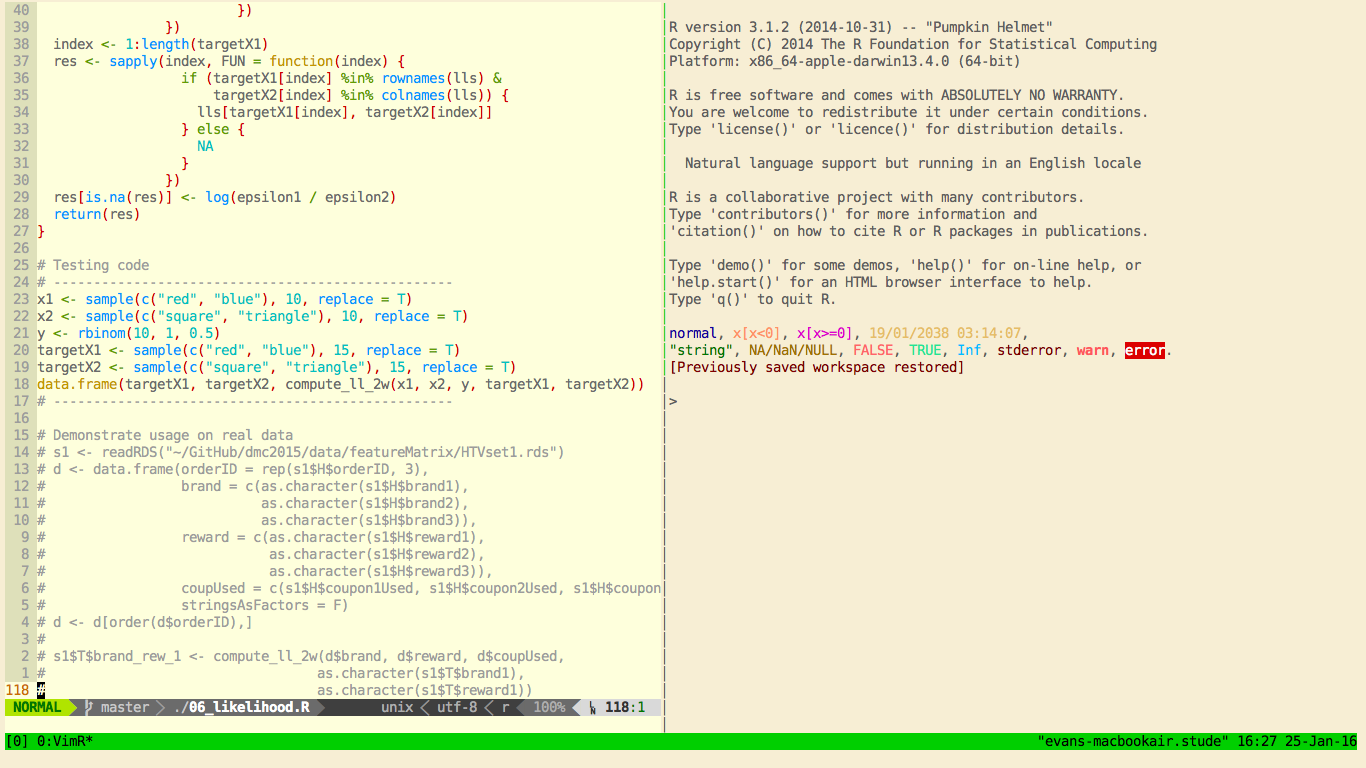 40                          })
39                 })
38   index <- 1:length(targetX1)
37   res <- sapply(index, FUN = function(index) {
36                   if (targetX1[index] %in% rownames(lls) &
35                       targetX2[index] %in% colnames(lls)) {
34                     lls[targetX1[index], targetX2[index]]
33                   } else {
32                     NA
31                   }
30                 })
29   res[is.na(res)] <- log(epsilon1 / epsilon2)
28   return(res)
27 }
26
25 # Testing code
24 # --------------------------------------------------
23 x1 <- sample(c("red", "blue"), 10, replace = T)
22 x2 <- sample(c("square", "triangle"), 10, replace = T)
21 y <- rbinom(10, 1, 0.5)
20 targetX1 <- sample(c("red", "blue"), 15, replace = T)
19 targetX2 <- sample(c("square", "triangle"), 15, replace = T)
18 data.frame(targetX1, targetX2, compute_ll_2w(x1, x2, y, targetX1, targetX2))
17 # --------------------------------------------------
16
15 # Demonstrate usage on real data
14 # s1 <- readRDS("~/GitHub/dmc2015/data/featureMatrix/HTVset1.rds")
13 # d <- data.frame(orderID = rep(s1$H$orderID, 3),
12 #                 brand = c(as.character(s1$H$brand1),
11 #                           as.character(s1$H$brand2),
10 #                           as.character(s1$H$brand3)),
9 #                 reward = c(as.character(s1$H$reward1),
8 #                            as.character(s1$H$reward2),
7 #                            as.character(s1$H$reward3)),
6 #                 coupUsed = c(s1$H$coupon1Used, s1$H$coupon2Used, s1$H$coupon
5 #                 stringsAsFactors = F)
4 # d <- d[order(d$orderID),]
3 #
2 # s1$T$brand_rew_1 <- compute_ll_2w(d$brand, d$reward, d$coupUsed,
1 #                                  as.character(s1$T$brand1),
118 #                                  as.character(s1$T$reward1))
NORMAL master ./06_likelihood.R unix < utf-8 < r 100% 118:1
R version 3.1.2 (2014-10-31) -- "Pumpkin Helmet"
Copyright (C) 2014 The R Foundation for Statistical Computing
Platform: x86_64-apple-darwin13.4.0 (64-bit)
R is free software and comes with ABSOLUTELY NO WARRANTY.
You are welcome to redistribute it under certain conditions.
Type 'license()' or 'licence()' for distribution details.
Natural language support but running in an English locale
R is a collaborative project with many contributors.
Type 'contributors()' for more information and
'citation()' on how to cite R or R packages in publications.
Type 'demo()' for some demos, 'help()' for on-line help, or
'help.start()' for an HTML browser interface to help.
Type 'q()' to quit R.
normal, x[x<0], x[x>=0], 19/01/2038 03:14:07,
"string", NA/NaN/NULL, FALSE, TRUE, Inf, stderror, warn, error.
[Previously saved workspace restored]
>
[0] 0:VimR* "evans-macbookair.stude" 16:27 25-Jan-16